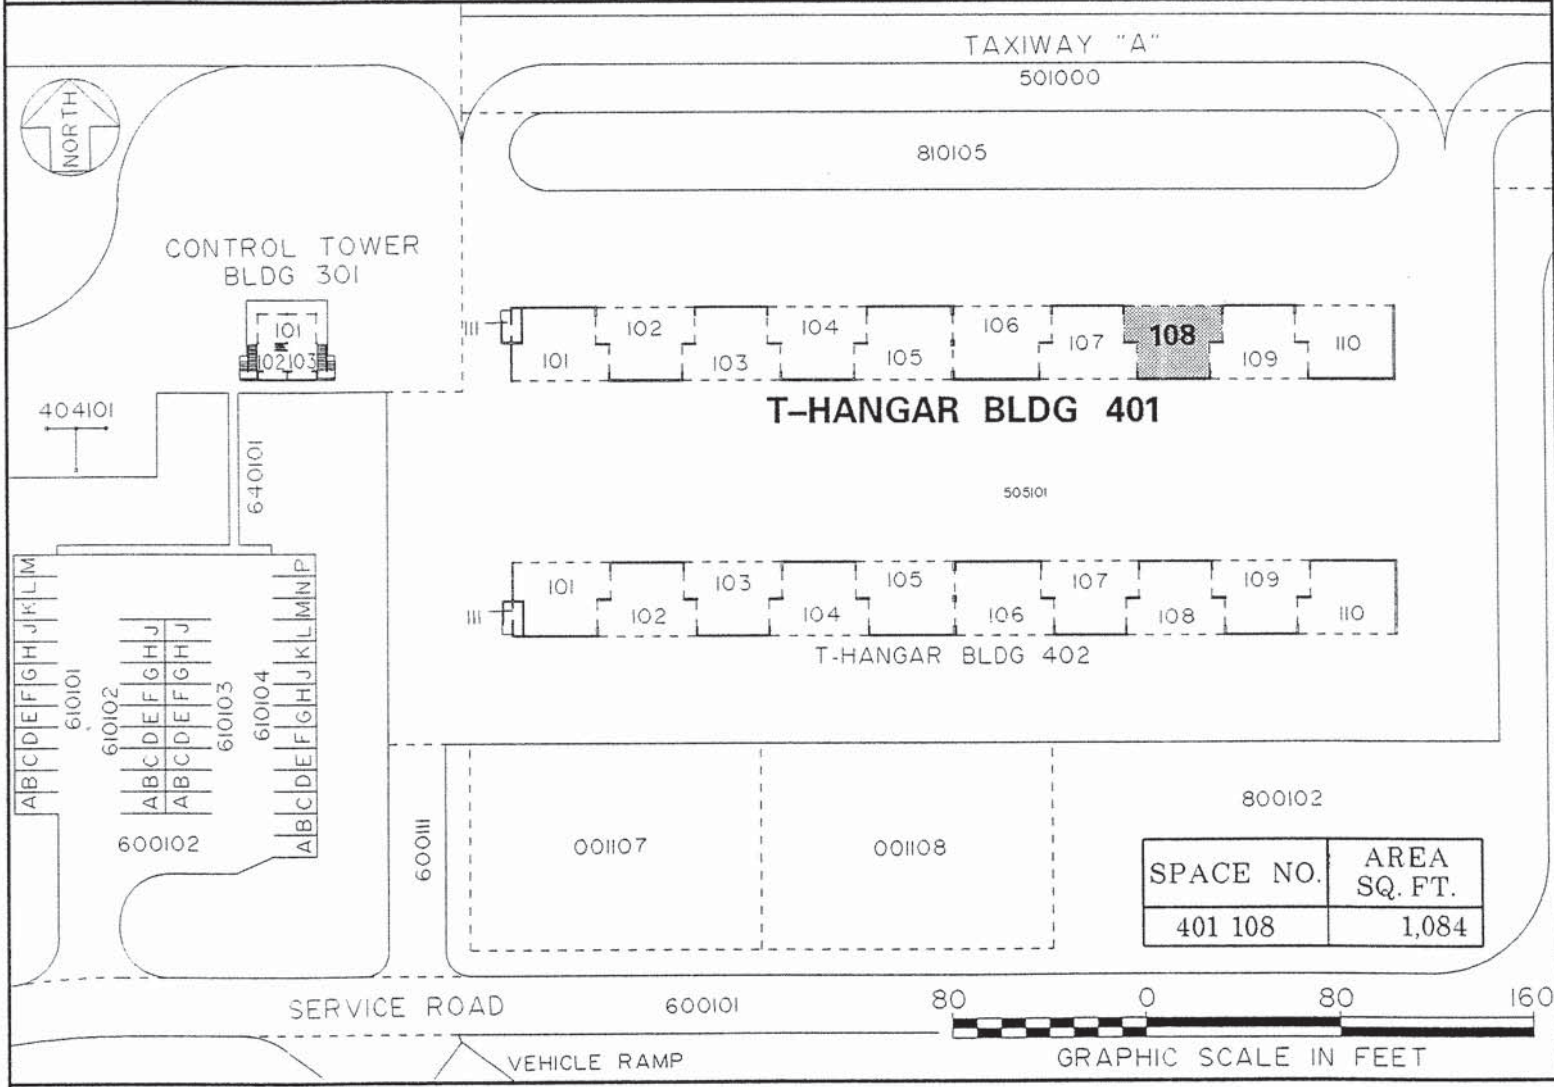 TAXIWAY "A"
501000
NORTH
810105
CONTROL TOWER
BLDG 301
101
102 103
111
101
102
103
104
105
106
107
108
109
110
T-HANGAR BLDG 401
404101
640101
505101
111
101
102
103
104
105
106
107
108
109
110
T-HANGAR BLDG 402
M
L
K
J
H
G
F
E
D
C
B
A
610101
610102
J
H
G
F
E
D
C
B
A
J
H
G
F
E
D
C
B
A
610103
610104
P
N
M
L
K
J
H
G
F
E
D
C
B
A
600102
600111
001107
001108
800102
SPACE NO.
AREA
SQ. FT.
401 108
1,084
SERVICE ROAD
600101
VEHICLE RAMP
80 0 80 160
GRAPHIC SCALE IN FEET